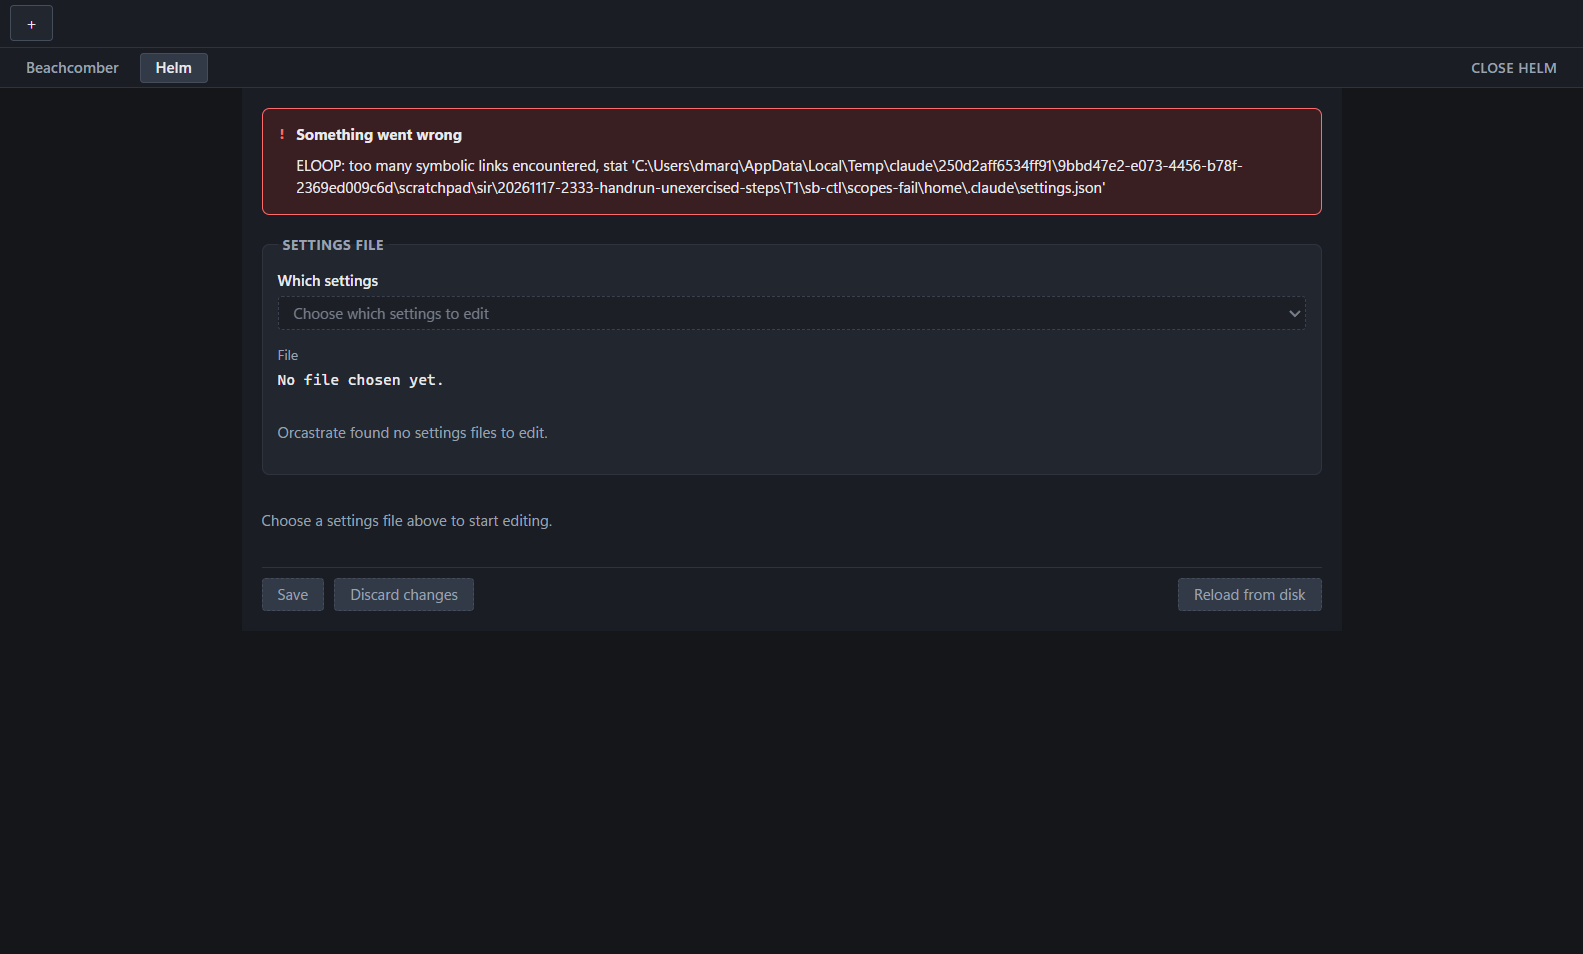 +
Beachcomber
Helm
CLOSE HELM
! Something went wrong
ELOOP: too many symbolic links encountered, stat 'C:\Users\dmarq\AppData\Local\Temp\claude\250d2aff6534ff91\9bbd47e2-e073-4456-b78f-
2369ed009c6d\scratchpad\sir\20261117-2333-handrun-unexercised-steps\T1\sb-ctl\scopes-fail\home\.claude\settings.json'
SETTINGS FILE
Which settings
Choose which settings to edit
File
No file chosen yet.
Orcastrate found no settings files to edit.
Choose a settings file above to start editing.
Save
Discard changes
Reload from disk